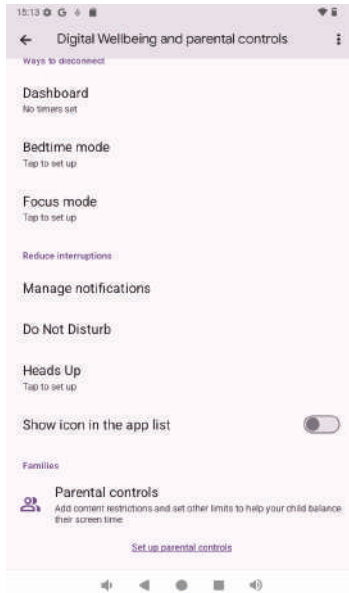 15:13 G
Digital Wellbeing and parental controls
Ways to disconnect
Dashboard
No timers set
Bedtime mode
Tap to set up
Focus mode
Tap to set up
Reduce interruptions
Manage notifications
Do Not Disturb
Heads Up
Tap to set up
Show icon in the app list
Families
Parental controls
Add content restrictions and set other limits to help your child balance
their screen time
Set up parental controls